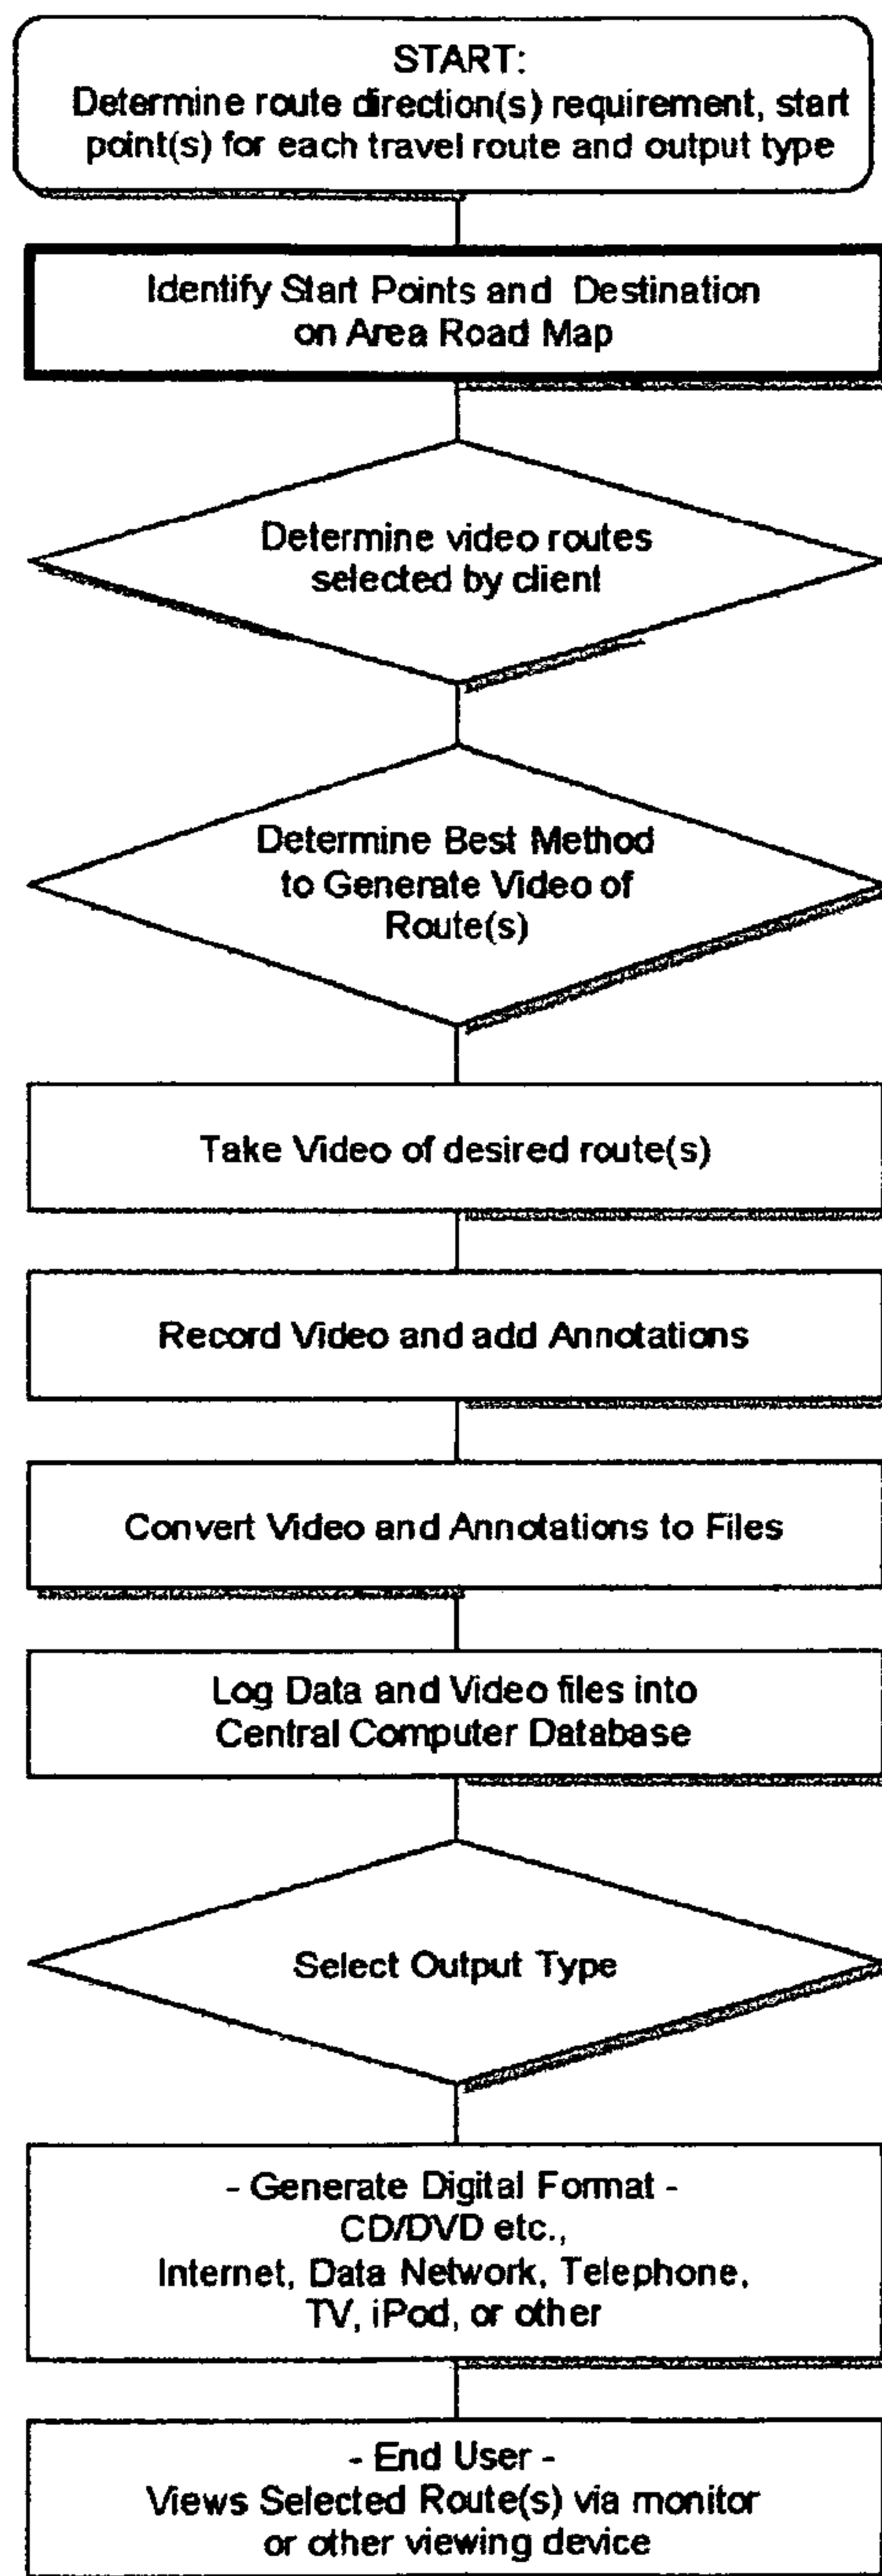 START:
Determine route direction(s) requirement, start
point(s) for each travel route and output type
Identify Start Points and Destination
on Area Road Map
Determine video routes
selected by client
Determine Best Method
to Generate Video of
Route(s)
Take Video of desired route(s)
Record Video and add Annotations
Convert Video and Annotations to Files
Log Data and Video files into
Central Computer Database
Select Output Type
- Generate Digital Format -
CD/DVD etc.,
Internet, Data Network, Telephone,
TV, iPod, or other
- End User -
Views Selected Route(s) via monitor
or other viewing device